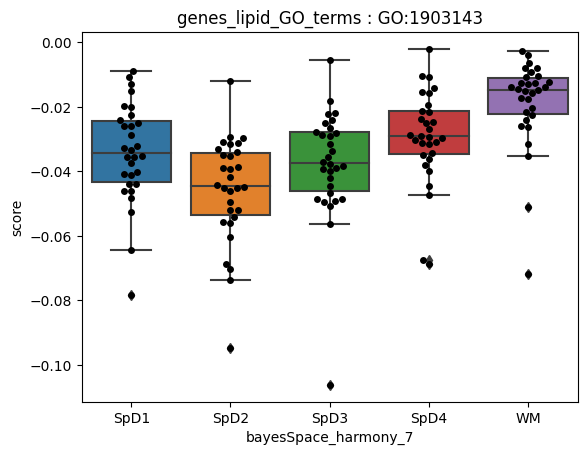 genes_lipid_GO_terms : GO:1903143
0.00
−0.02
−0.04
−0.06
−0.08
−0.10
score
SpD1 SpD2 SpD3 SpD4 WM
bayesSpace_harmony_7